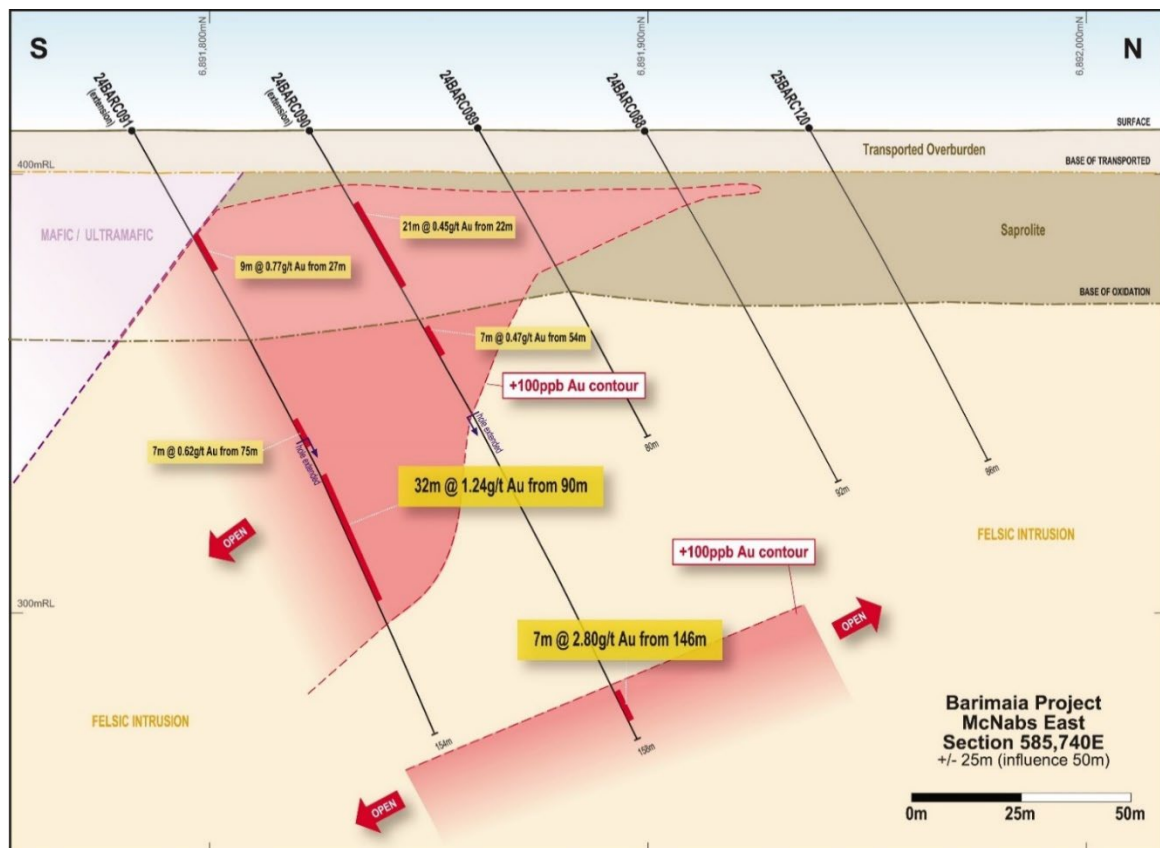 S
N
6,891,800mN
6,891,900mN
6,892,000mN
24BARC091
(extension)
24BARC090
(extension)
24BARC089
24BARC088
25BARC120
SURFACE
Transported Overburden
BASE OF TRANSPORTED
400mRL
MAFIC / ULTRAMAFIC
21m @ 0.45g/t Au from 22m
Saprolite
9m @ 0.77g/t Au from 27m
BASE OF OXIDATION
7m @ 0.47g/t Au from 54m
+100ppb Au contour
hole extended
80m
86m
7m @ 0.62g/t Au from 75m
hole extended
92m
32m @ 1.24g/t Au from 90m
OPEN
FELSIC INTRUSION
+100ppb Au contour
300mRL
OPEN
7m @ 2.80g/t Au from 146m
FELSIC INTRUSION
154m
158m
OPEN
Barimaia Project
McNabs East
Section 585,740E
+/- 25m (influence 50m)
0m
25m
50m